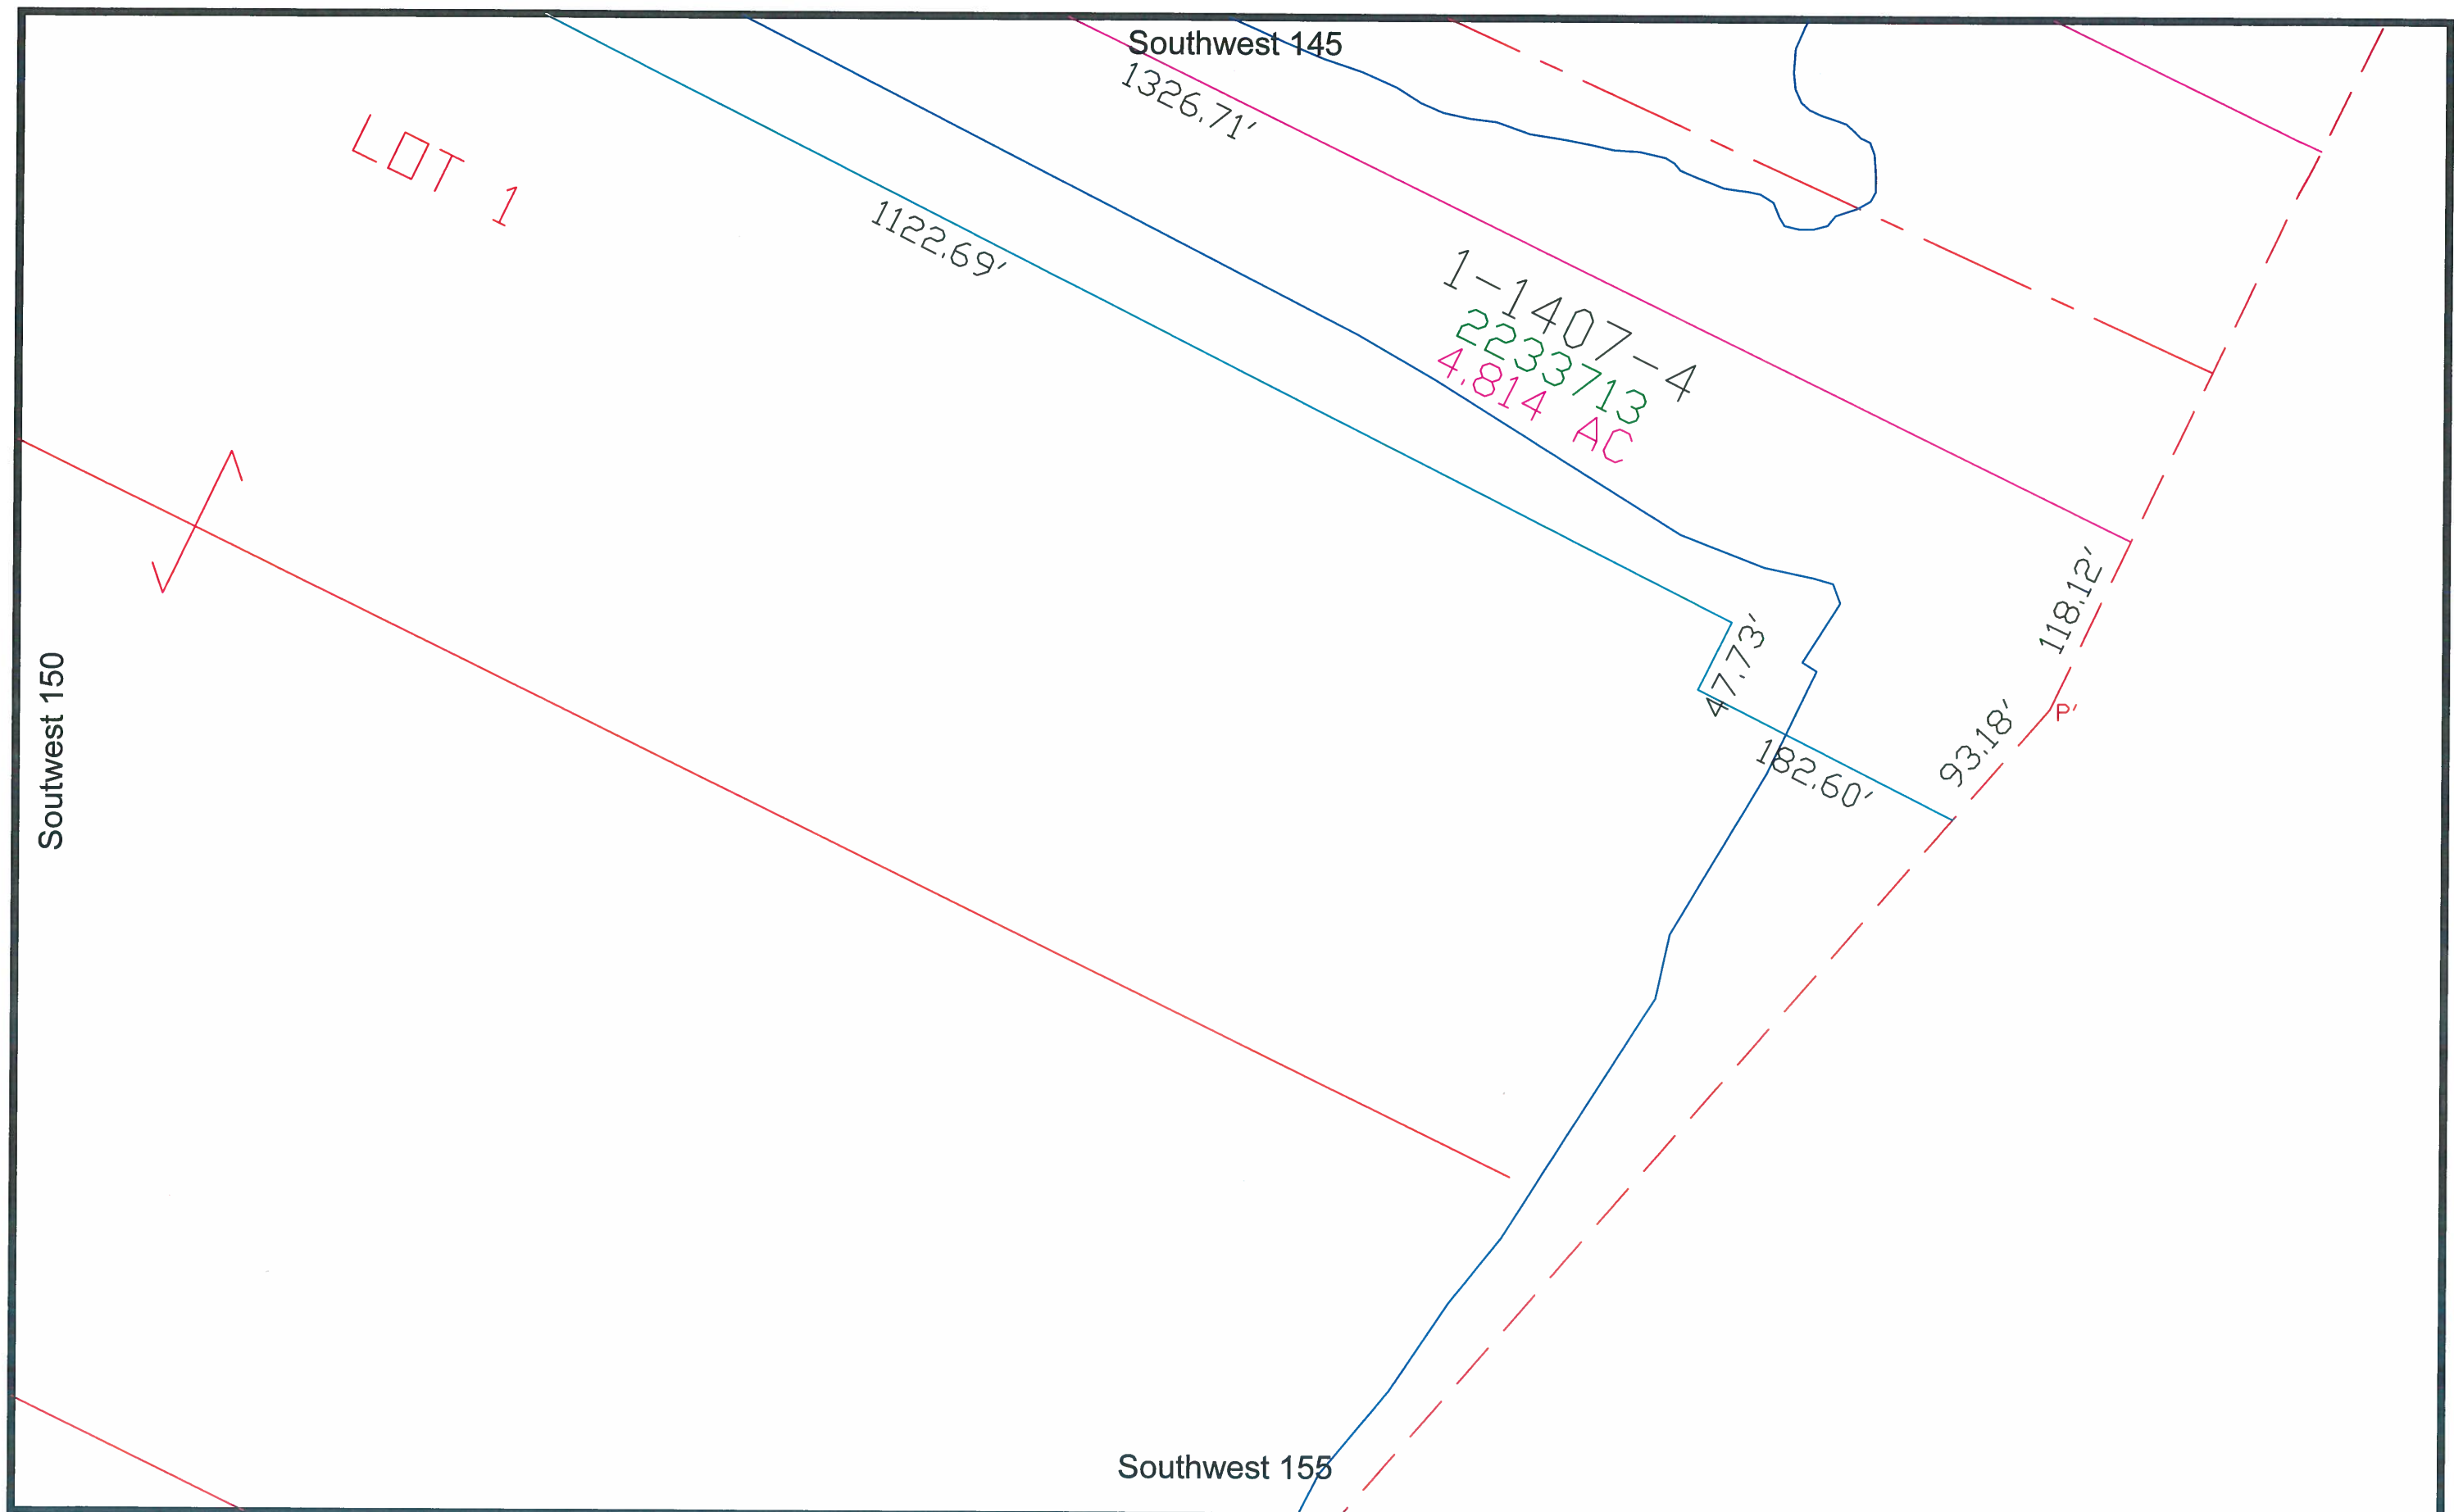 Southwest 145
1326.71'
LOT 1
1122.69'
1-1407-4
2233713
4.814 AC
118.12'
47.73'
Soutwest 150
P'
93.18'
182.60'
Southwest 155